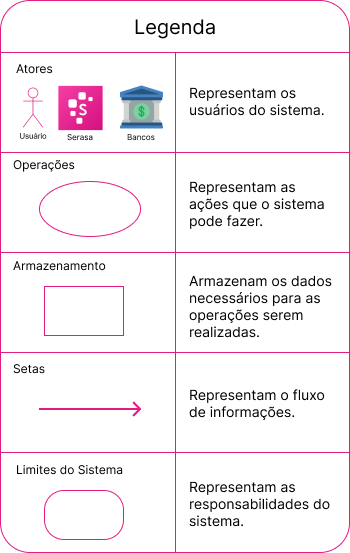 Legenda
Atores
Usuário
Serasa
Bancos
Representam os
usuários do sistema.
Operações
Representam as
ações que o sistema
pode fazer.
Armazenamento
Armazenam os dados
necessários para as
operações serem
realizadas.
Setas
Representam o fluxo
de informações.
Limites do Sistema
Representam as
responsabilidades do
sistema.